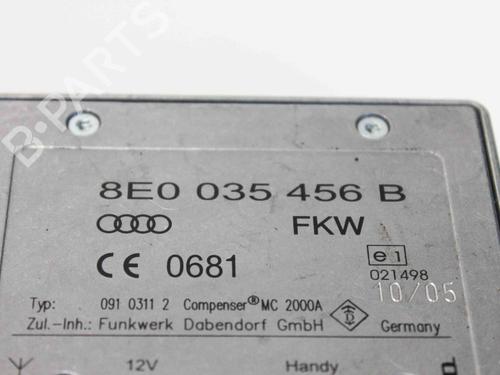 B-PARTS
8E0 035 456 B
FKW
CE 0681
e1
021498
10/05
Typ: 091 0311 2 Compenser® MC 2000A
Zul.-Inh.: Funkwerk Dabendorf GmbH Germany
12V Handy